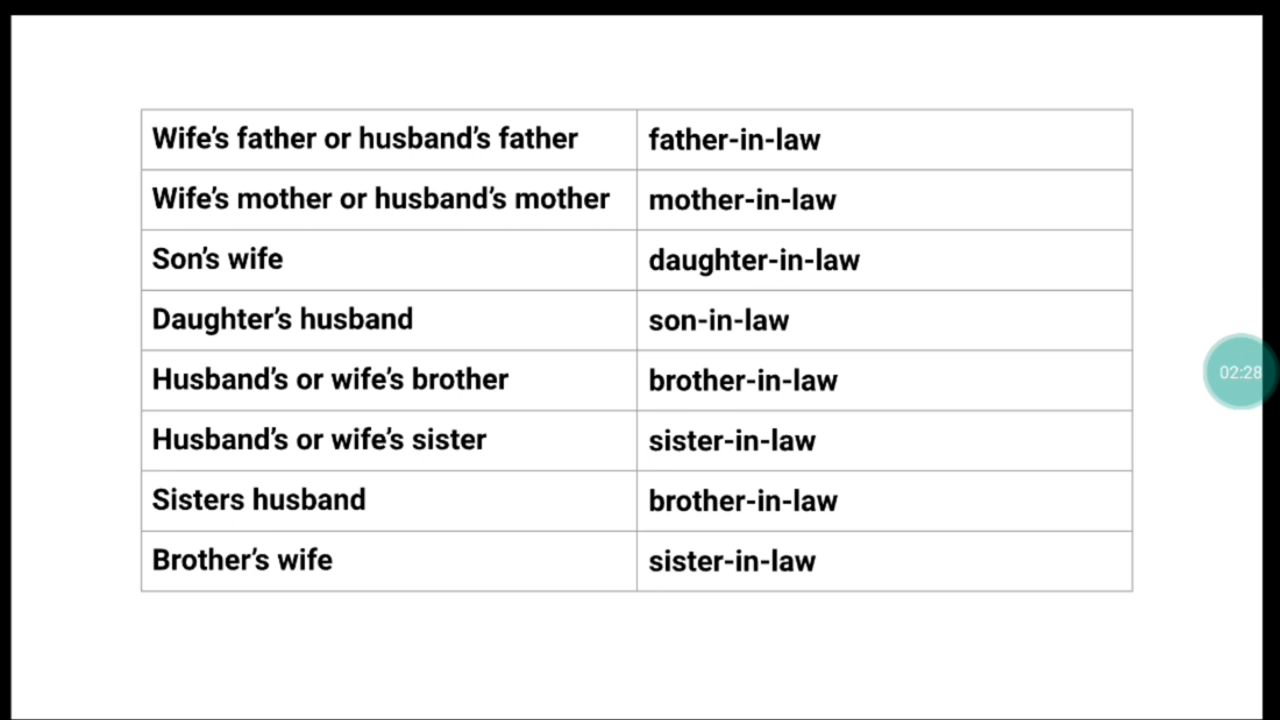 Wife’s father or husband’s father father-in-law
Wife’s mother or husband’s mother mother-in-law
Son’s wife daughter-in-law
Daughter’s husband son-in-law
Husband’s or wife’s brother brother-in-law
Husband’s or wife’s sister sister-in-law
Sisters husband brother-in-law
Brother’s wife sister-in-law
02:28